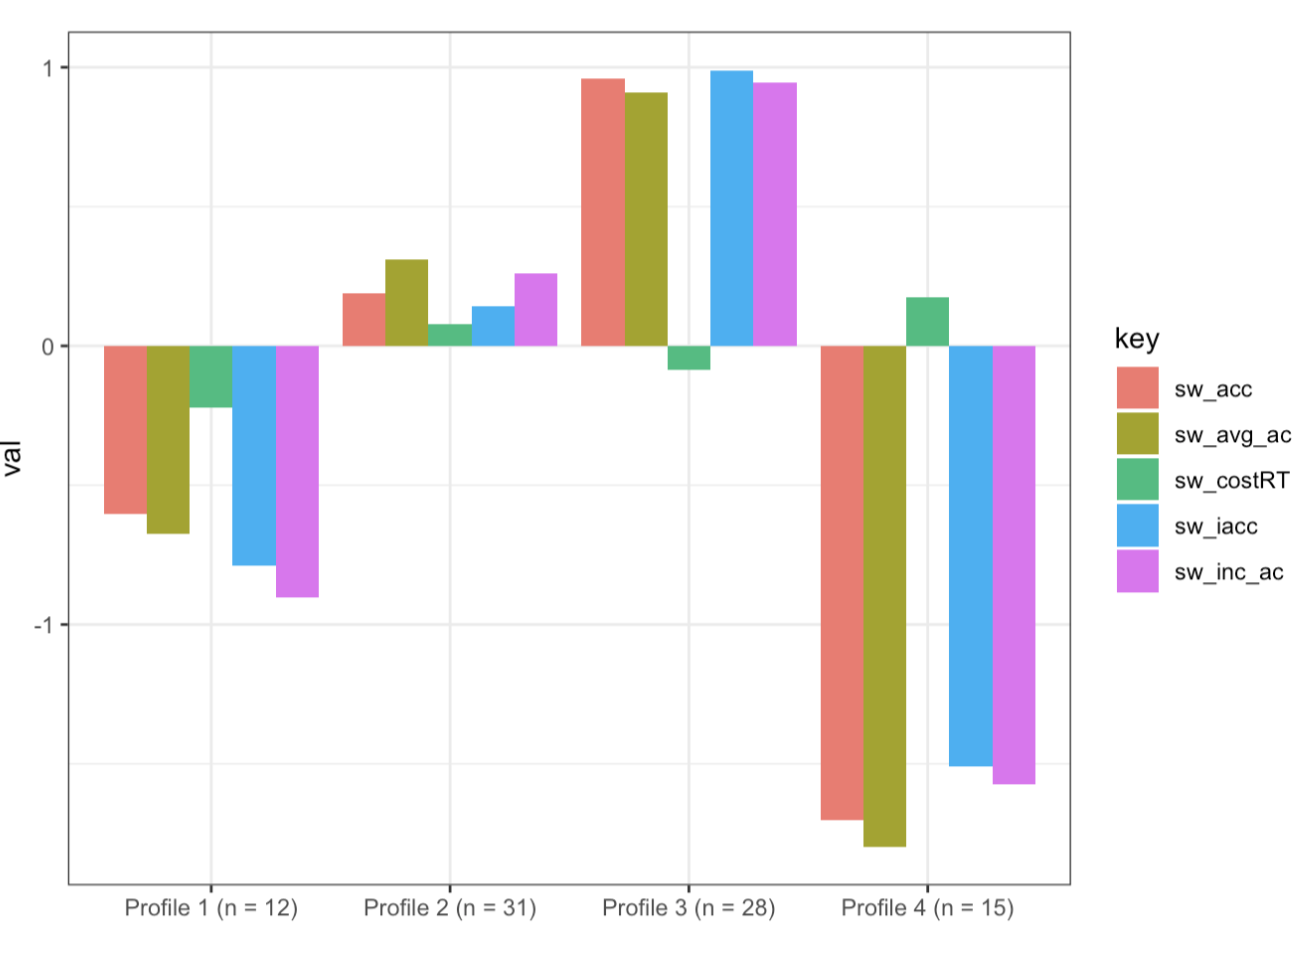 1
0
-1
val
Profile 1 (n = 12)
Profile 2 (n = 31)
Profile 3 (n = 28)
Profile 4 (n = 15)
key
sw_acc
sw_avg_ac
sw_costRT
sw_iacc
sw_inc_ac